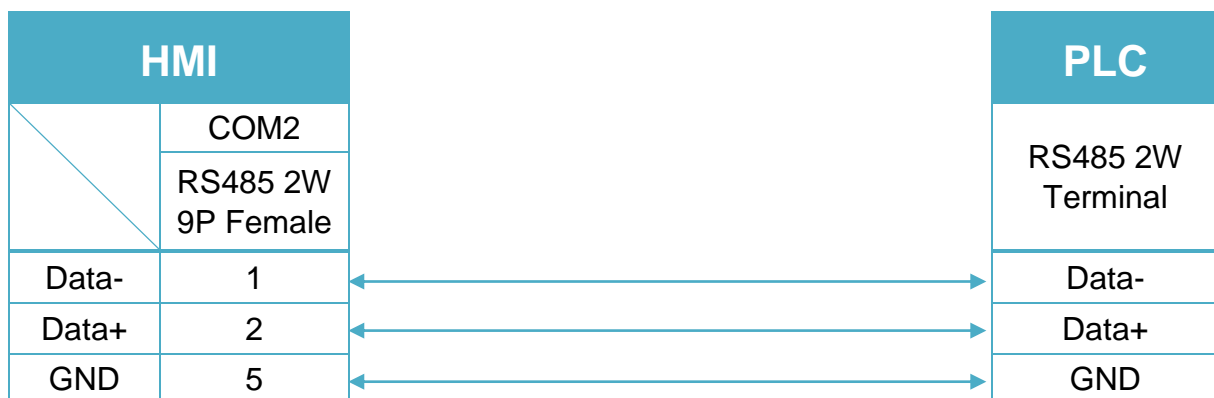 HMI
PLC
COM2
RS485 2W
9P Female
RS485 2W
Terminal
Data-
1
Data-
Data+
2
Data+
GND
5
GND